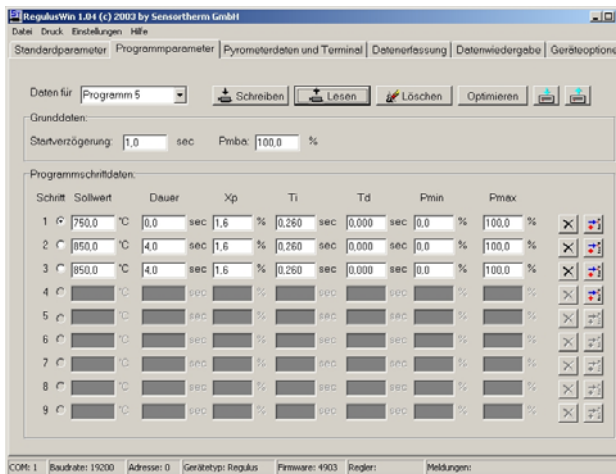 RegulusWin 1.04 (c) 2003 by Sensortherm GmbH
Datei Druck Einstellungen Hilfe
Standardparameter Programmparameter Pyrometerdaten und Terminal Datenerfassung Datenwiedergabe Geräteoptione
Daten für Programm 5 Schreiben Lesen Löschen Optimieren
Grunddaten:
Startverzögerung: 1,0 sec Pmba: 100,0 %
Programmschrittdaten:
Schritt Sollwert Dauer Xp Ti Td Pmin Pmax
1 750,0 °C 0,0 sec 1,6 % 0,260 sec 0,000 sec 0,0 % 100,0 %
2 850,0 °C 4,0 sec 1,6 % 0,260 sec 0,000 sec 0,0 % 100,0 %
3 850,0 °C 4,0 sec 1,6 % 0,260 sec 0,000 sec 0,0 % 100,0 %
4 °C sec % sec sec % %
5 °C sec % sec sec % %
6 °C sec % sec sec % %
7 °C sec % sec sec % %
8 °C sec % sec sec % %
9 °C sec % sec sec % %
COM: 1 Baudrate: 19200 Adresse: 0 Gerätetyp: Regulus Firmware: 4903 Regler: Meldungen: